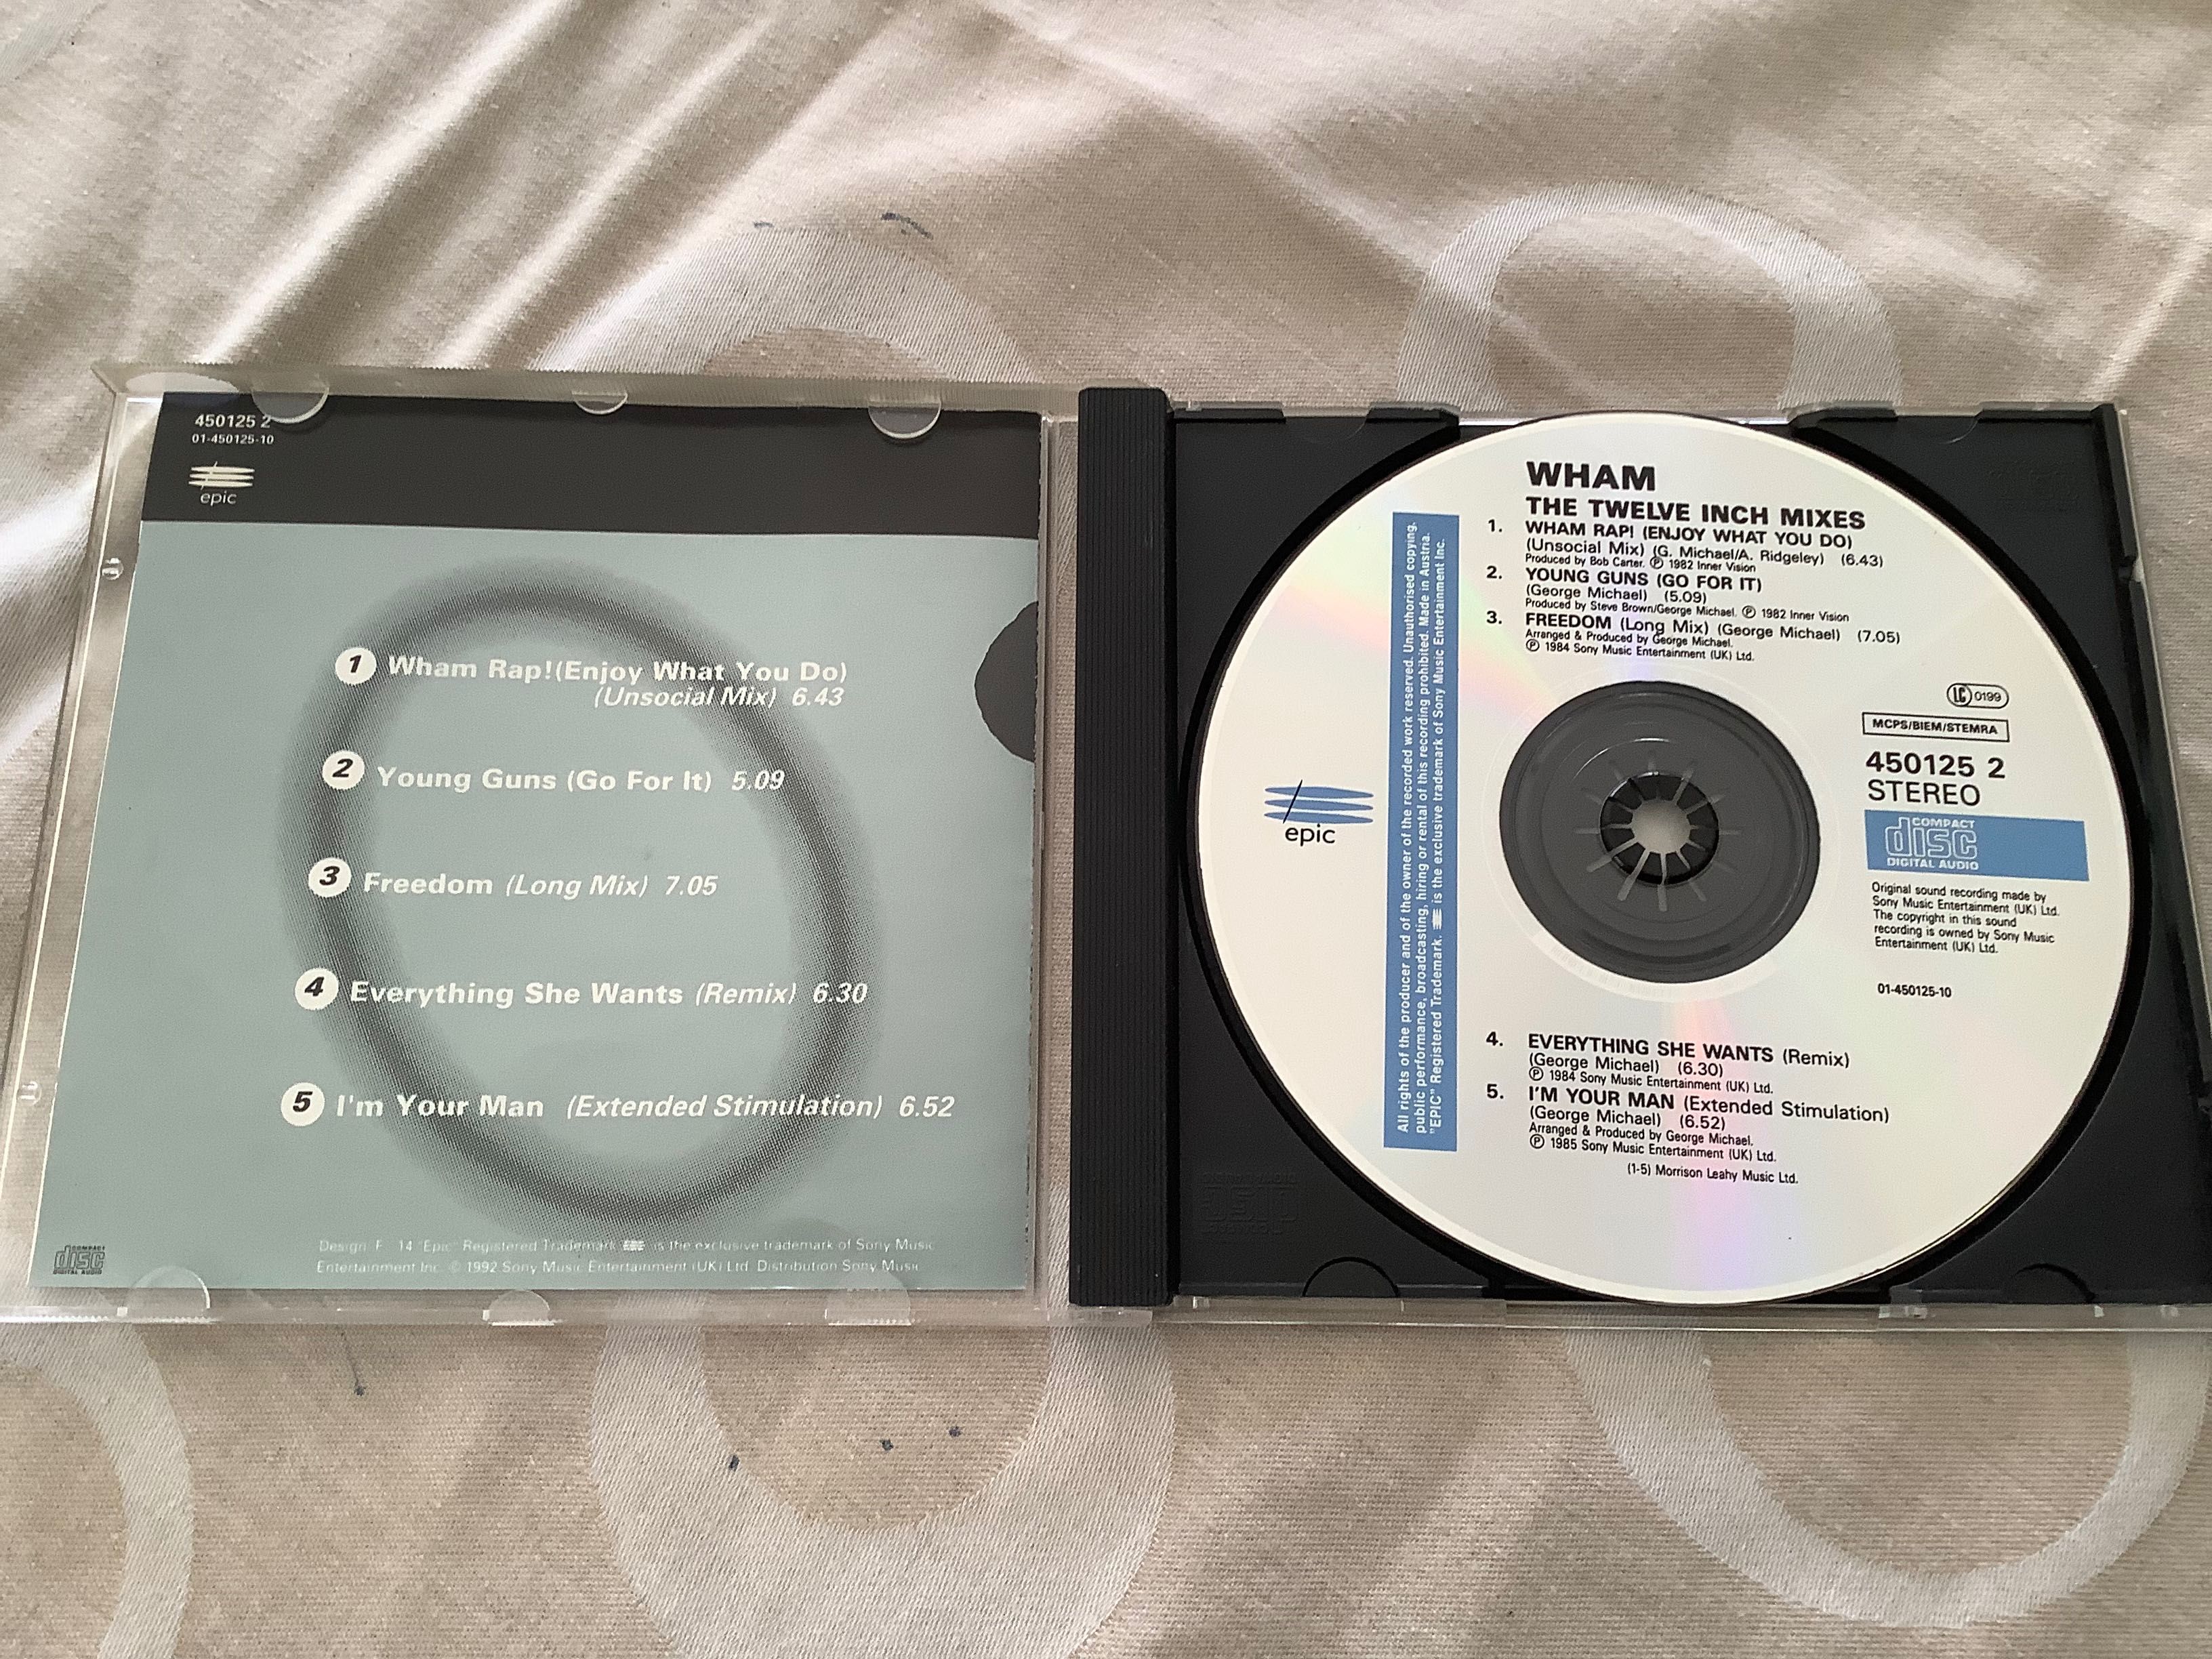 450125 2
01-450125-10
epic
1 Wham Rap!(Enjoy What You Do)
(Unsocial Mix) 6.43
2 Young Guns (Go For It) 5.09
3 Freedom (Long Mix) 7.05
4 Everything She Wants (Remix) 6.30
5 I'm Your Man (Extended Stimulation) 6.52
COMPACT
disc
DIGITAL AUDIO
Design: F 14 "Epic" Registered Trademark is the exclusive trademark of Sony Music
Entertainment Inc. © 1992 Sony Music Entertainment (UK) Ltd. Distribution Sony Music
WHAM
THE TWELVE INCH MIXES
1. WHAM RAP! (ENJOY WHAT YOU DO)
(Unsocial Mix) (G. Michael/A. Ridgeley) (6.43)
Produced by Bob Carter. ℗ 1982 Inner Vision
2. YOUNG GUNS (GO FOR IT)
(George Michael) (5.09)
Produced by Steve Brown/George Michael. ℗ 1982 Inner Vision
3. FREEDOM (Long Mix) (George Michael) (7.05)
Arranged & Produced by George Michael.
℗ 1984 Sony Music Entertainment (UK) Ltd.
All rights of the producer and of the owner of the recorded work reserved. Unauthorised copying,
public performance, broadcasting, hiring or rental of this recording prohibited. Made in Austria.
"EPIC" Registered Trademark. is the exclusive trademark of Sony Music Entertainment Inc.
epic
LC 0199
MCPS/BIEM/STEMRA
450125 2
STEREO
COMPACT
disc
DIGITAL AUDIO
Original sound recording made by
Sony Music Entertainment (UK) Ltd.
The copyright in this sound
recording is owned by Sony Music
Entertainment (UK) Ltd.
01-450125-10
4. EVERYTHING SHE WANTS (Remix)
(George Michael) (6.30)
℗ 1984 Sony Music Entertainment (UK) Ltd.
5. I'M YOUR MAN (Extended Stimulation)
(George Michael) (6.52)
Arranged & Produced by George Michael.
℗ 1985 Sony Music Entertainment (UK) Ltd.
(1-5) Morrison Leahy Music Ltd.